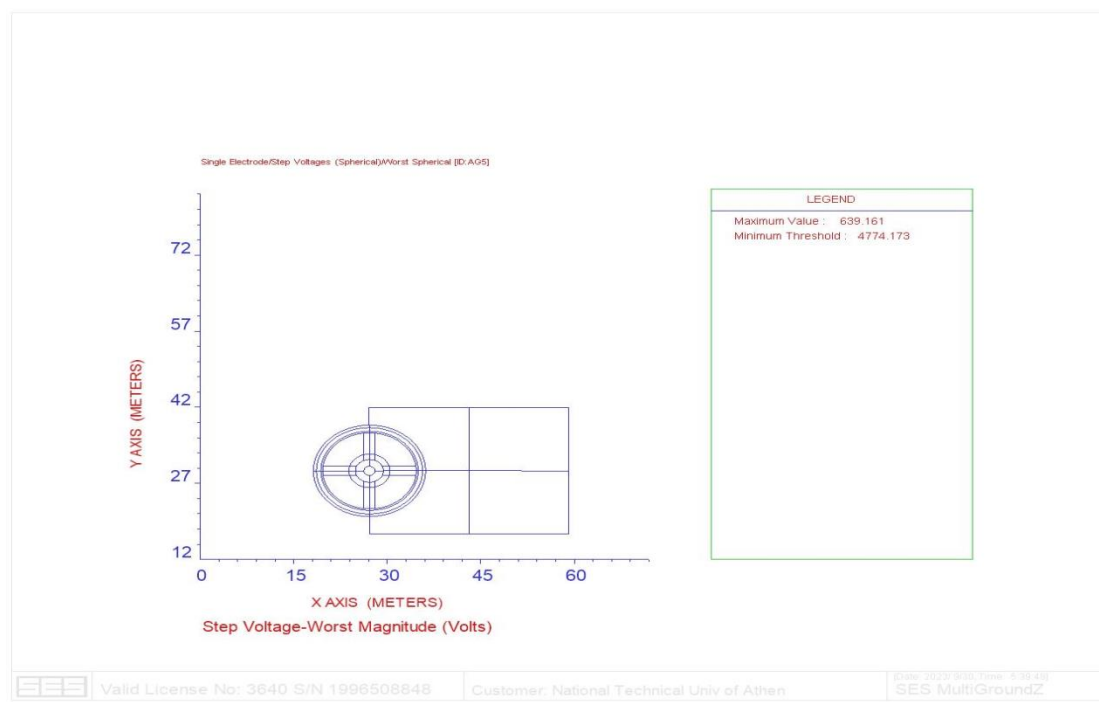 Single Electrode/Step Voltages (Spherical)/Worst Spherical [ID:AG5]
LEGEND
Maximum Value : 639.161
Minimum Threshold : 4774.173
72
57
42
27
12
Y AXIS (METERS)
0 15 30 45 60
X AXIS (METERS)
Step Voltage-Worst Magnitude (Volts)
SES
Valid License No: 3640 S/N 1996508848
Customer: National Technical Univ of Athen
SES MultiGroundZ